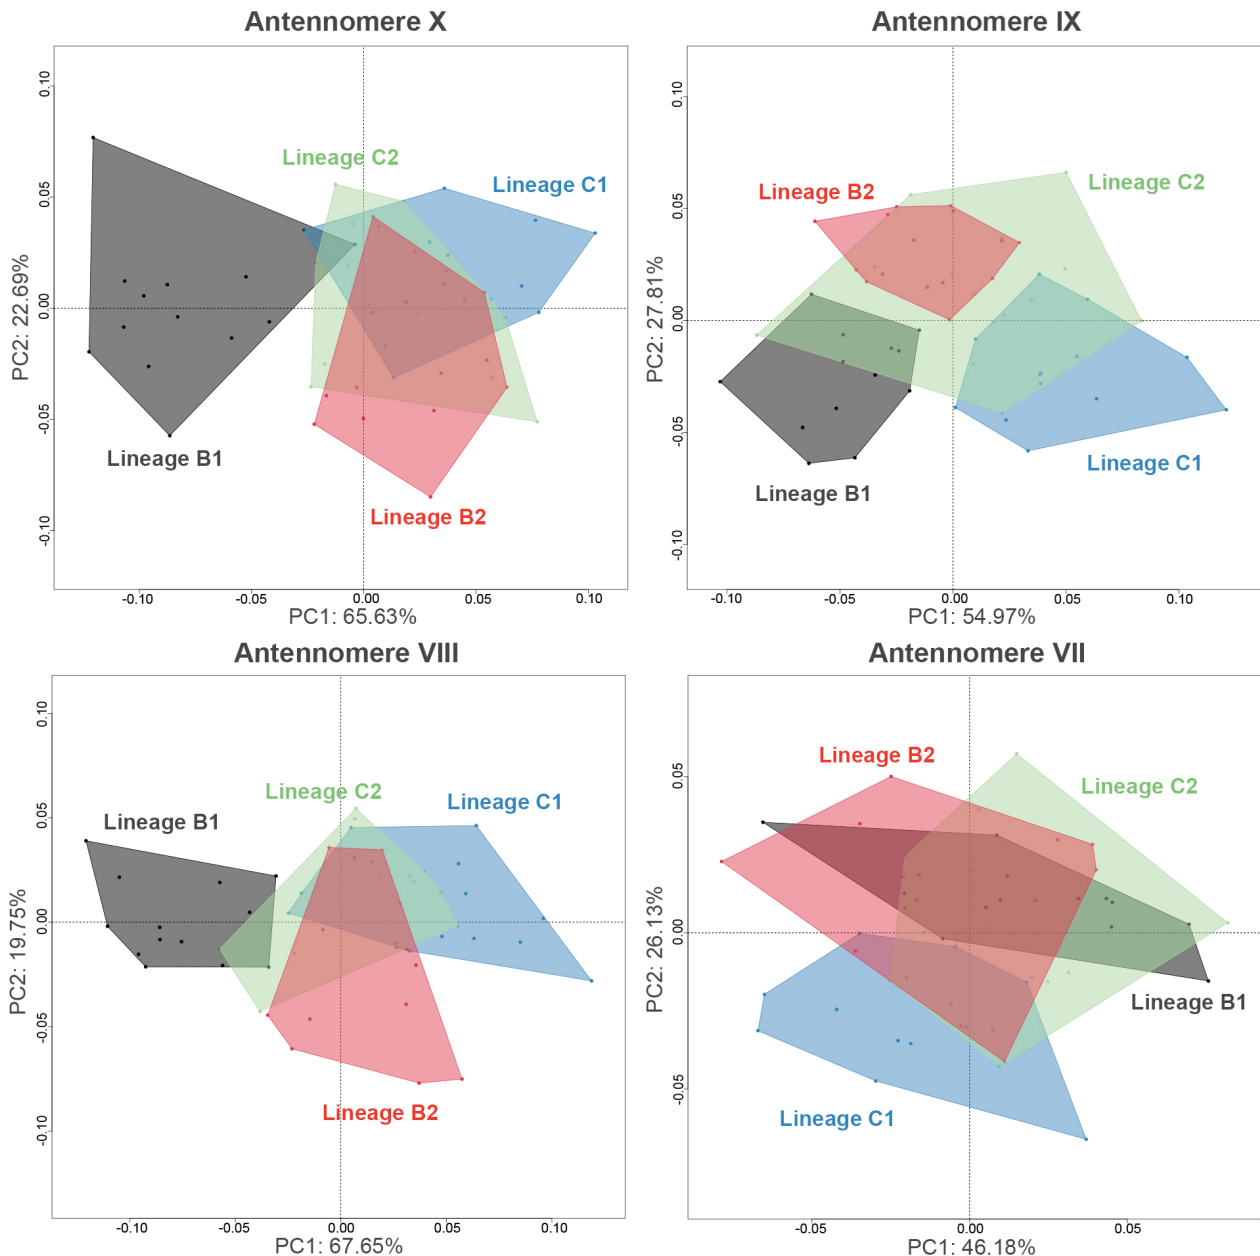 Antennomere X
0.10
0.05
0.00
-0.05
-0.10
PC2: 22.69%
Lineage C2
Lineage C1
Lineage B1
Lineage B2
-0.10
-0.05
0.00
0.05
0.10
PC1: 65.63%
Antennomere IX
0.10
0.05
0.00
-0.05
-0.10
PC2: 27.81%
Lineage B2
Lineage C2
Lineage C1
Lineage B1
-0.10
-0.05
0.00
0.05
0.10
PC1: 54.97%
Antennomere VIII
0.10
0.05
0.00
-0.05
-0.10
PC2: 19.75%
Lineage C2
Lineage C1
Lineage B1
Lineage B2
-0.10
-0.05
0.00
0.05
0.10
PC1: 67.65%
Antennomere VII
0.05
0.00
-0.05
PC2: 26.13%
Lineage B2
Lineage C2
Lineage B1
Lineage C1
-0.05
0.00
0.05
PC1: 46.18%